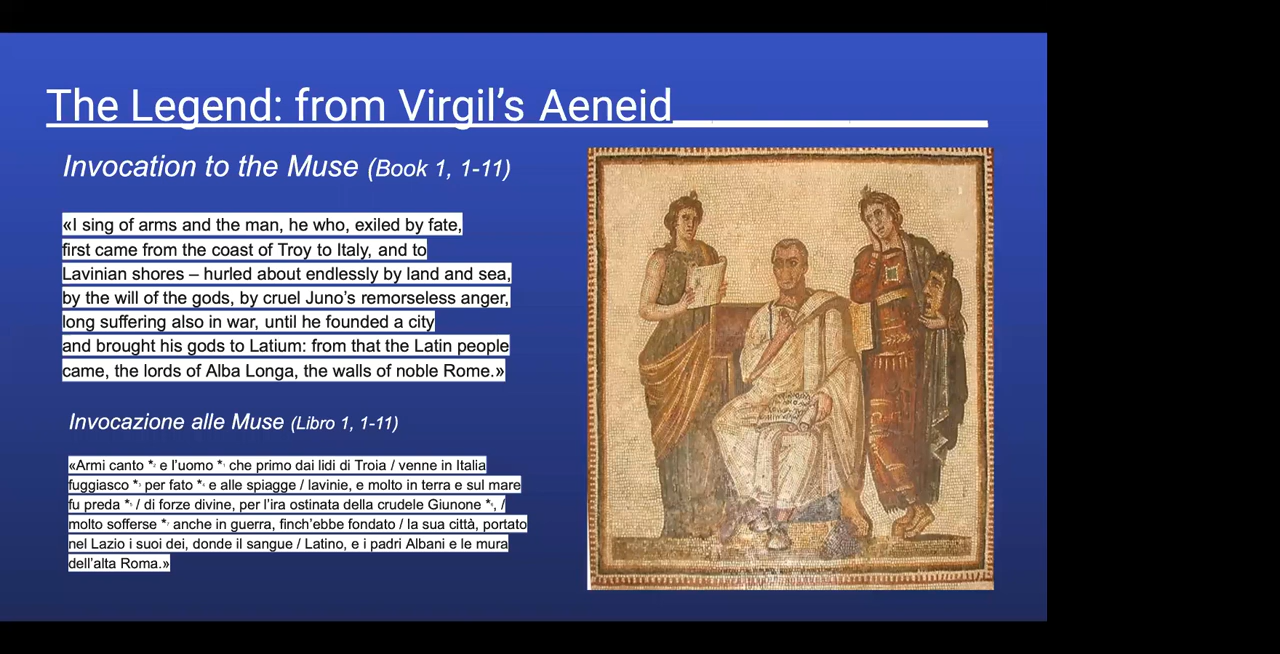 The Legend: from Virgil’s Aeneid
Invocation to the Muse (Book 1, 1-11)
«I sing of arms and the man, he who, exiled by fate,
first came from the coast of Troy to Italy, and to
Lavinian shores – hurled about endlessly by land and sea,
by the will of the gods, by cruel Juno’s remorseless anger,
long suffering also in war, until he founded a city
and brought his gods to Latium: from that the Latin people
came, the lords of Alba Longa, the walls of noble Rome.»
Invocazione alle Muse (Libro 1, 1-11)
«Armi canto * e l’uomo * che primo dai lidi di Troia / venne in Italia
fuggiasco * per fato * e alle spiagge / lavinie, e molto in terra e sul mare
fu preda * / di forze divine, per l’ira ostinata della crudele Giunone *, /
molto sofferse * anche in guerra, finch’ebbe fondato / la sua città, portato
nel Lazio i suoi dei, donde il sangue / Latino, e i padri Albani e le mura
dell’alta Roma.»